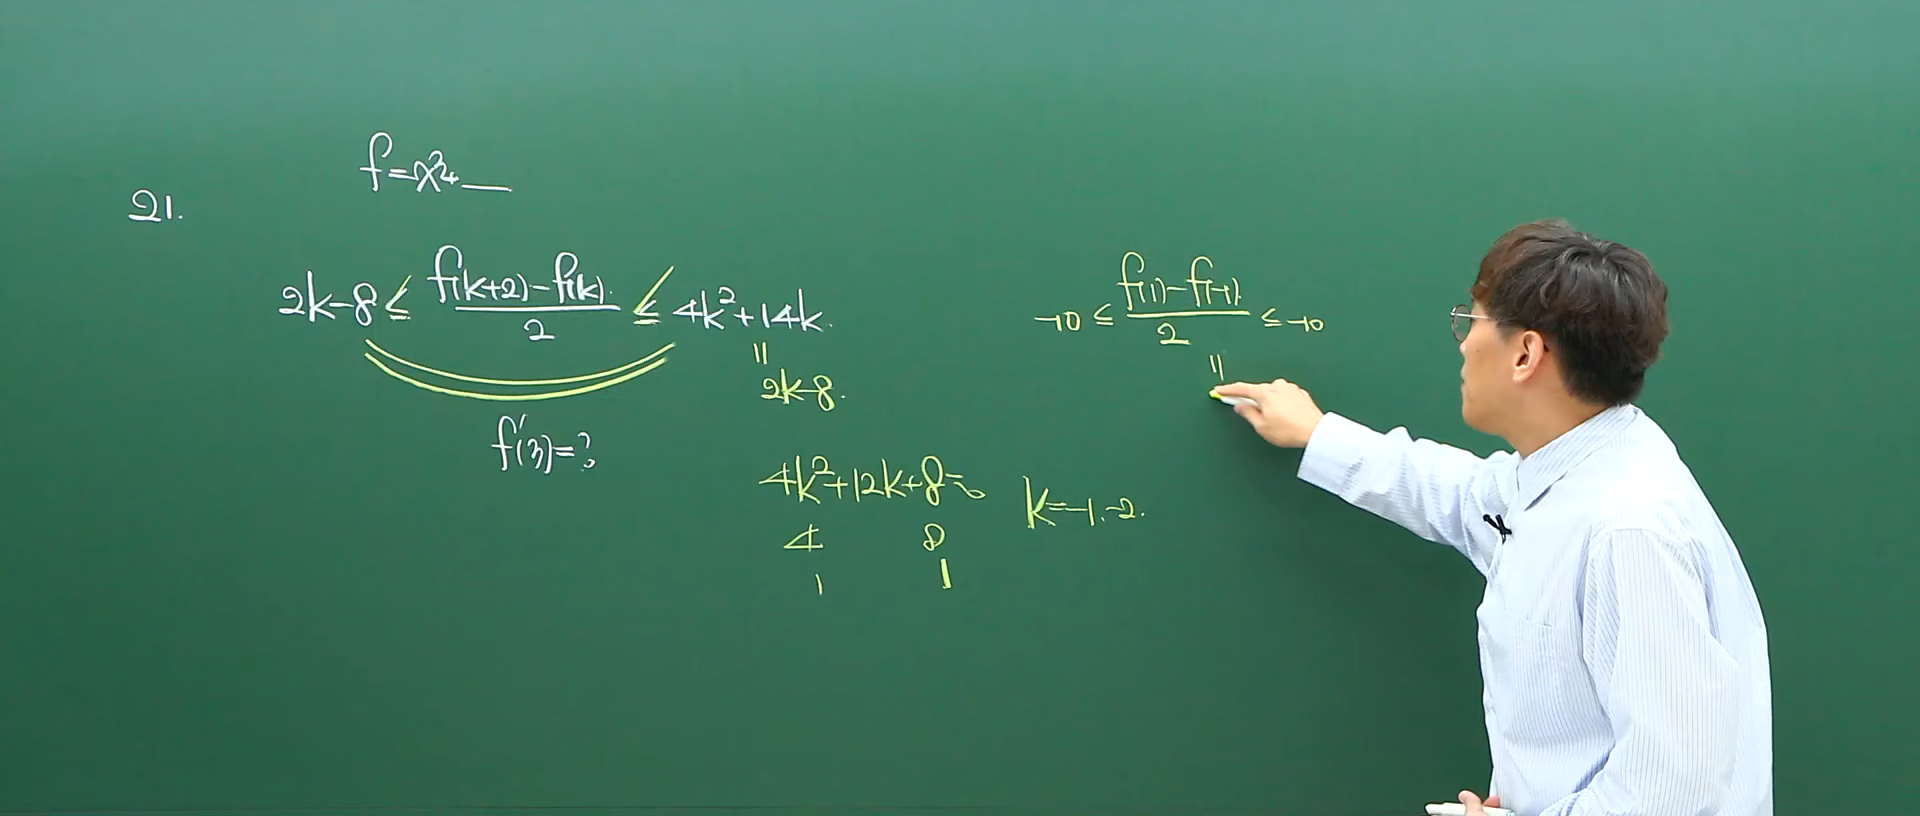 f=x³+—
21.
2k-8 ≤ (f(k+2)-f(k))/2 ≤ 4k²+14k.
=
2k-8.
f'(3)=?
4k²+12k+8=0
4 8
1 1
k=-1,-2.
-10 ≤ (f(1)-f(-1))/2 ≤ -10
=